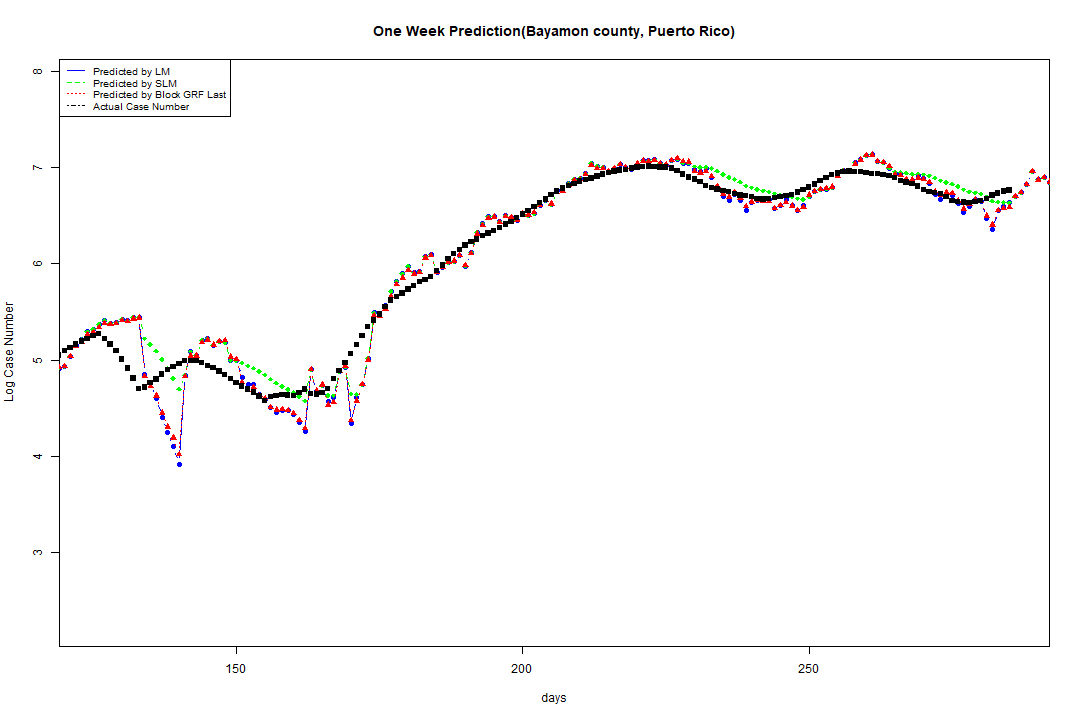 One Week Prediction(Bayamon county, Puerto Rico)
Predicted by LM
Predicted by SLM
Predicted by Block GRF Last
Actual Case Number
8
7
6
5
4
3
Log Case Number
150
200
250
days